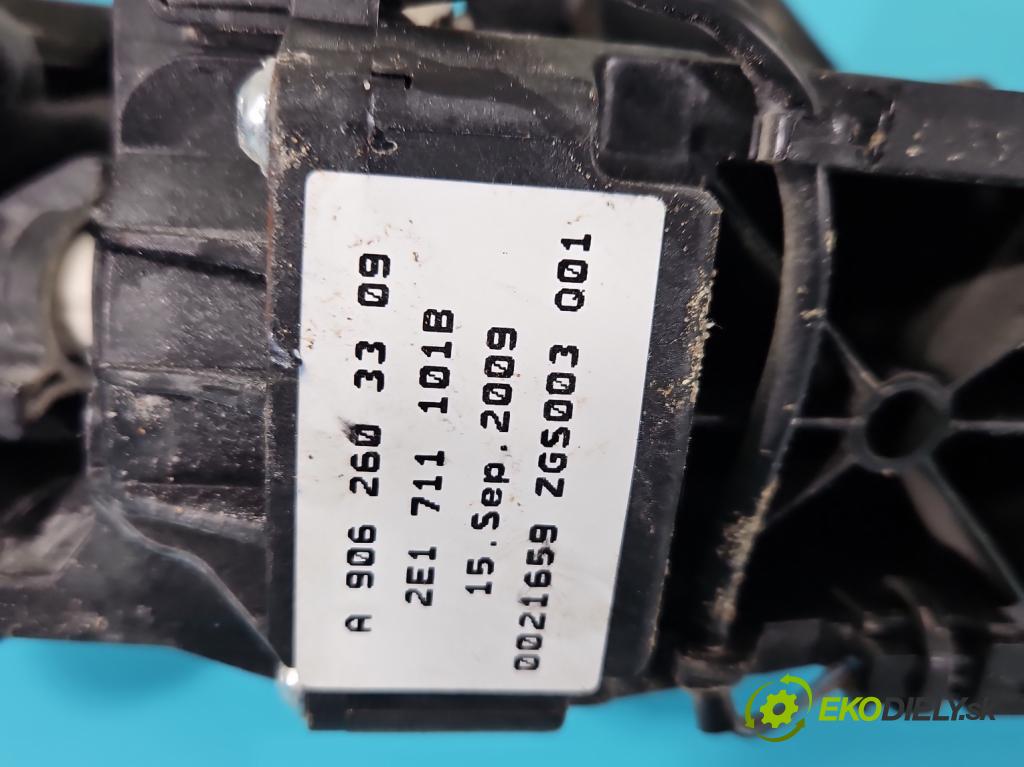 A 906 260 33 09
2E1 711 101B
15.Sep.2009
0021659 ZGS003 Q01
EKODIELY.sk